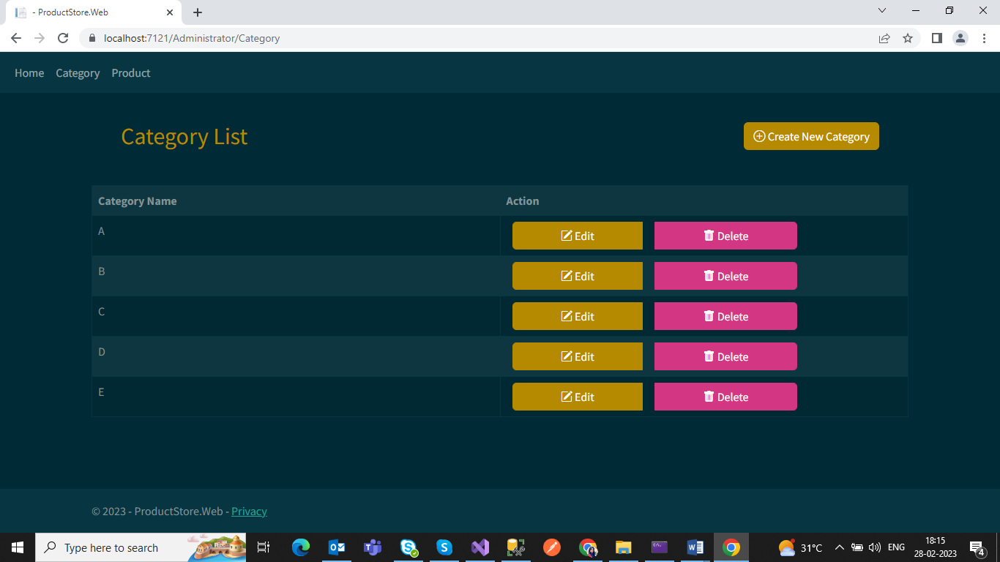 - ProductStore.Web
localhost:7121/Administrator/Category
Home Category Product
Category List
Create New Category
Category Name Action
A Edit Delete
B Edit Delete
C Edit Delete
D Edit Delete
E Edit Delete
© 2023 - ProductStore.Web - Privacy
Type here to search
31°C
ENG
18:15
28-02-2023
4